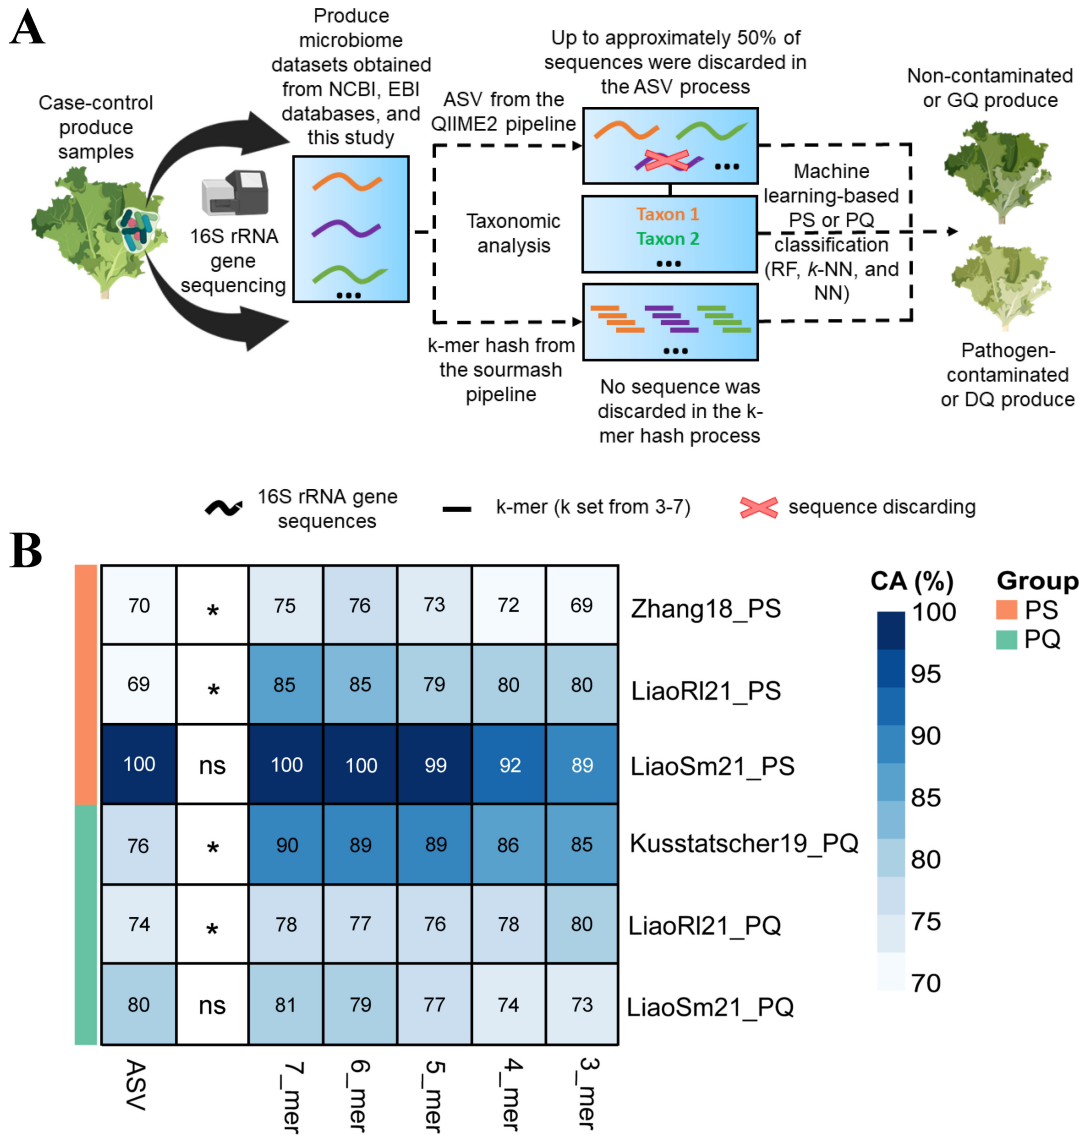 A
Case-control
produce
samples
16S rRNA
gene
sequencing
Produce
microbiome
datasets obtained
from NCBI, EBI
databases, and
this study
...
ASV from the
QIIME2 pipeline
Taxonomic
analysis
k-mer hash from
the sourmash
pipeline
Up to approximately 50% of
sequences were discarded in
the ASV process
...
Taxon 1
Taxon 2
...
...
No sequence was
discarded in the k-
mer hash process
Machine
learning-based
PS or PQ
classification
(RF, k-NN, and
NN)
Non-contaminated
or GQ produce
Pathogen-
contaminated
or DQ produce
16S rRNA gene
sequences
k-mer (k set from 3-7)
sequence discarding
B
70 * 75 76 73 72 69 Zhang18_PS
69 * 85 85 79 80 80 LiaoRl21_PS
100 ns 100 100 99 92 89 LiaoSm21_PS
76 * 90 89 89 86 85 Kusstatscher19_PQ
74 * 78 77 76 78 80 LiaoRl21_PQ
80 ns 81 79 77 74 73 LiaoSm21_PQ
ASV 7_mer 6_mer 5_mer 4_mer 3_mer
CA (%)
100
95
90
85
80
75
70
Group
PS
PQ